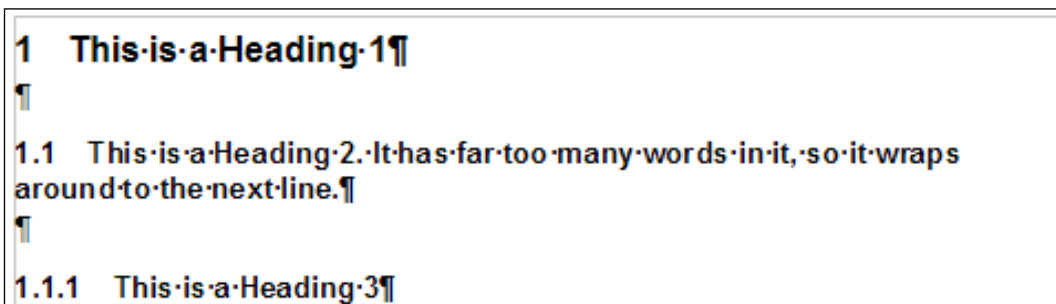 1 This·is·a·Heading·1¶
¶
1.1 This·is·a·Heading·2.·It·has·far·too·many·words·in·it,·so·it·wraps
around·to·the·next·line.¶
¶
1.1.1 This·is·a·Heading·3¶